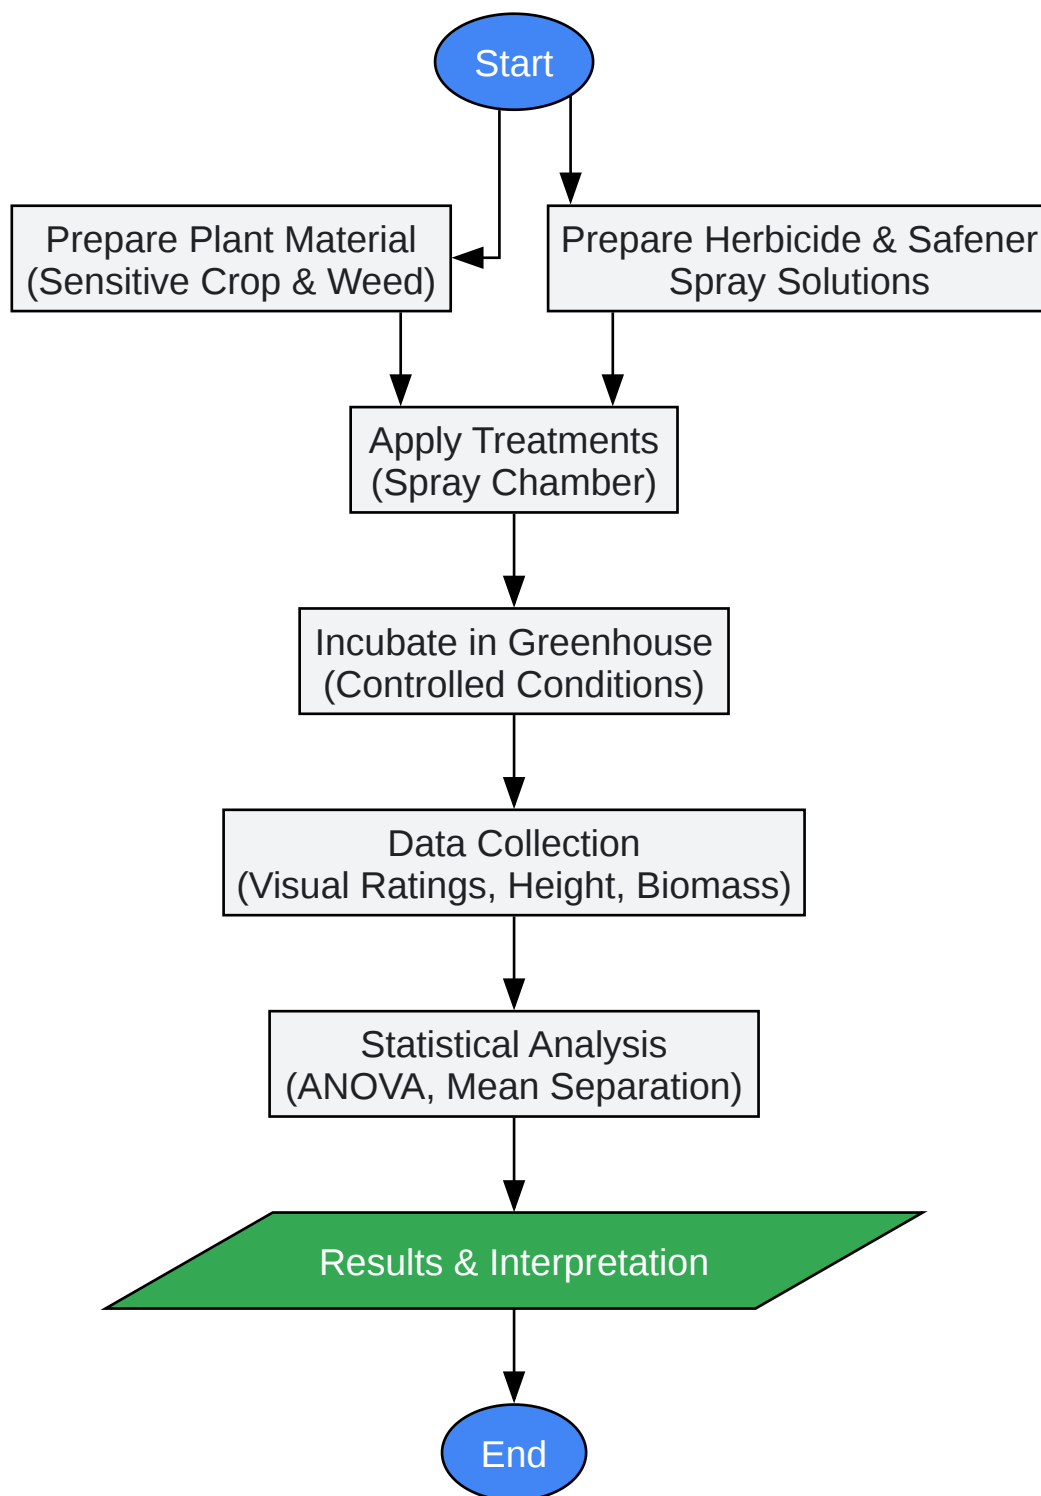 Start
Prepare Plant Material
(Sensitive Crop & Weed)
Prepare Herbicide & Safener
Spray Solutions
Apply Treatments
(Spray Chamber)
Incubate in Greenhouse
(Controlled Conditions)
Data Collection
(Visual Ratings, Height, Biomass)
Statistical Analysis
(ANOVA, Mean Separation)
Results & Interpretation
End